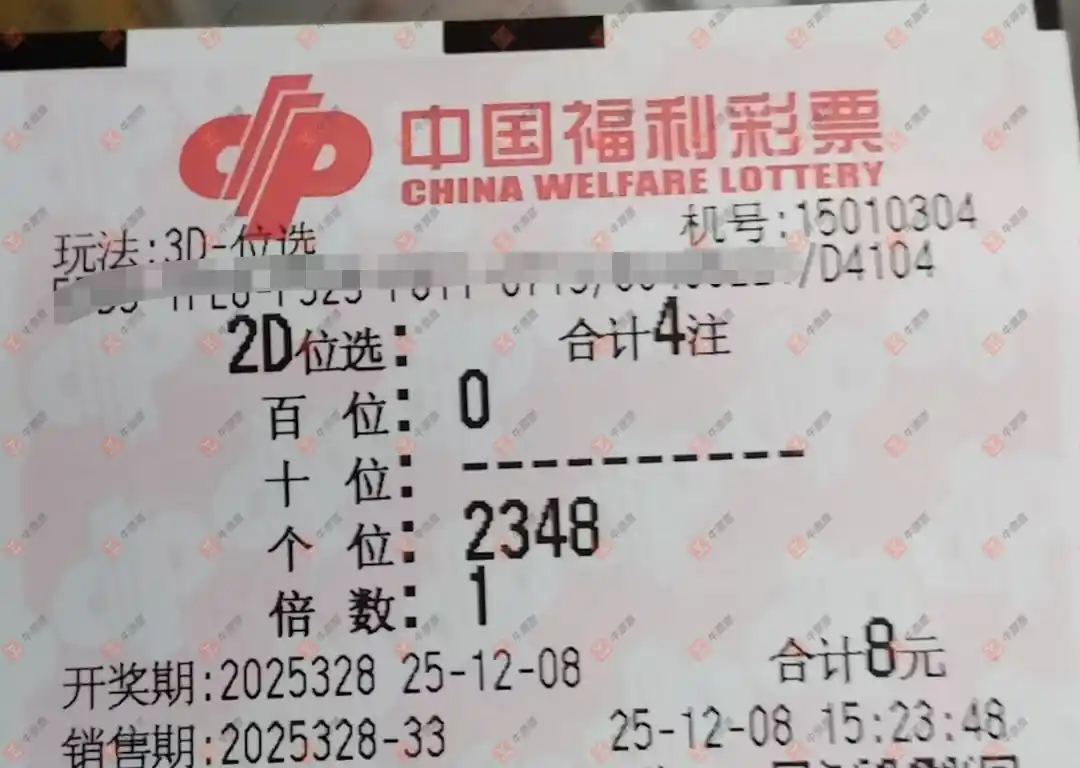 中国福利彩票
CHINA WELFARE LOTTERY
机号:15010304
玩法:3D-位选
/D4104
2D位选: 合计4注
百 位: 0
十 位: ----------
个 位: 2348
倍 数: 1
合计8元
开奖期:2025328 25-12-08
销售期:2025328-33 25-12-08 15:23:48